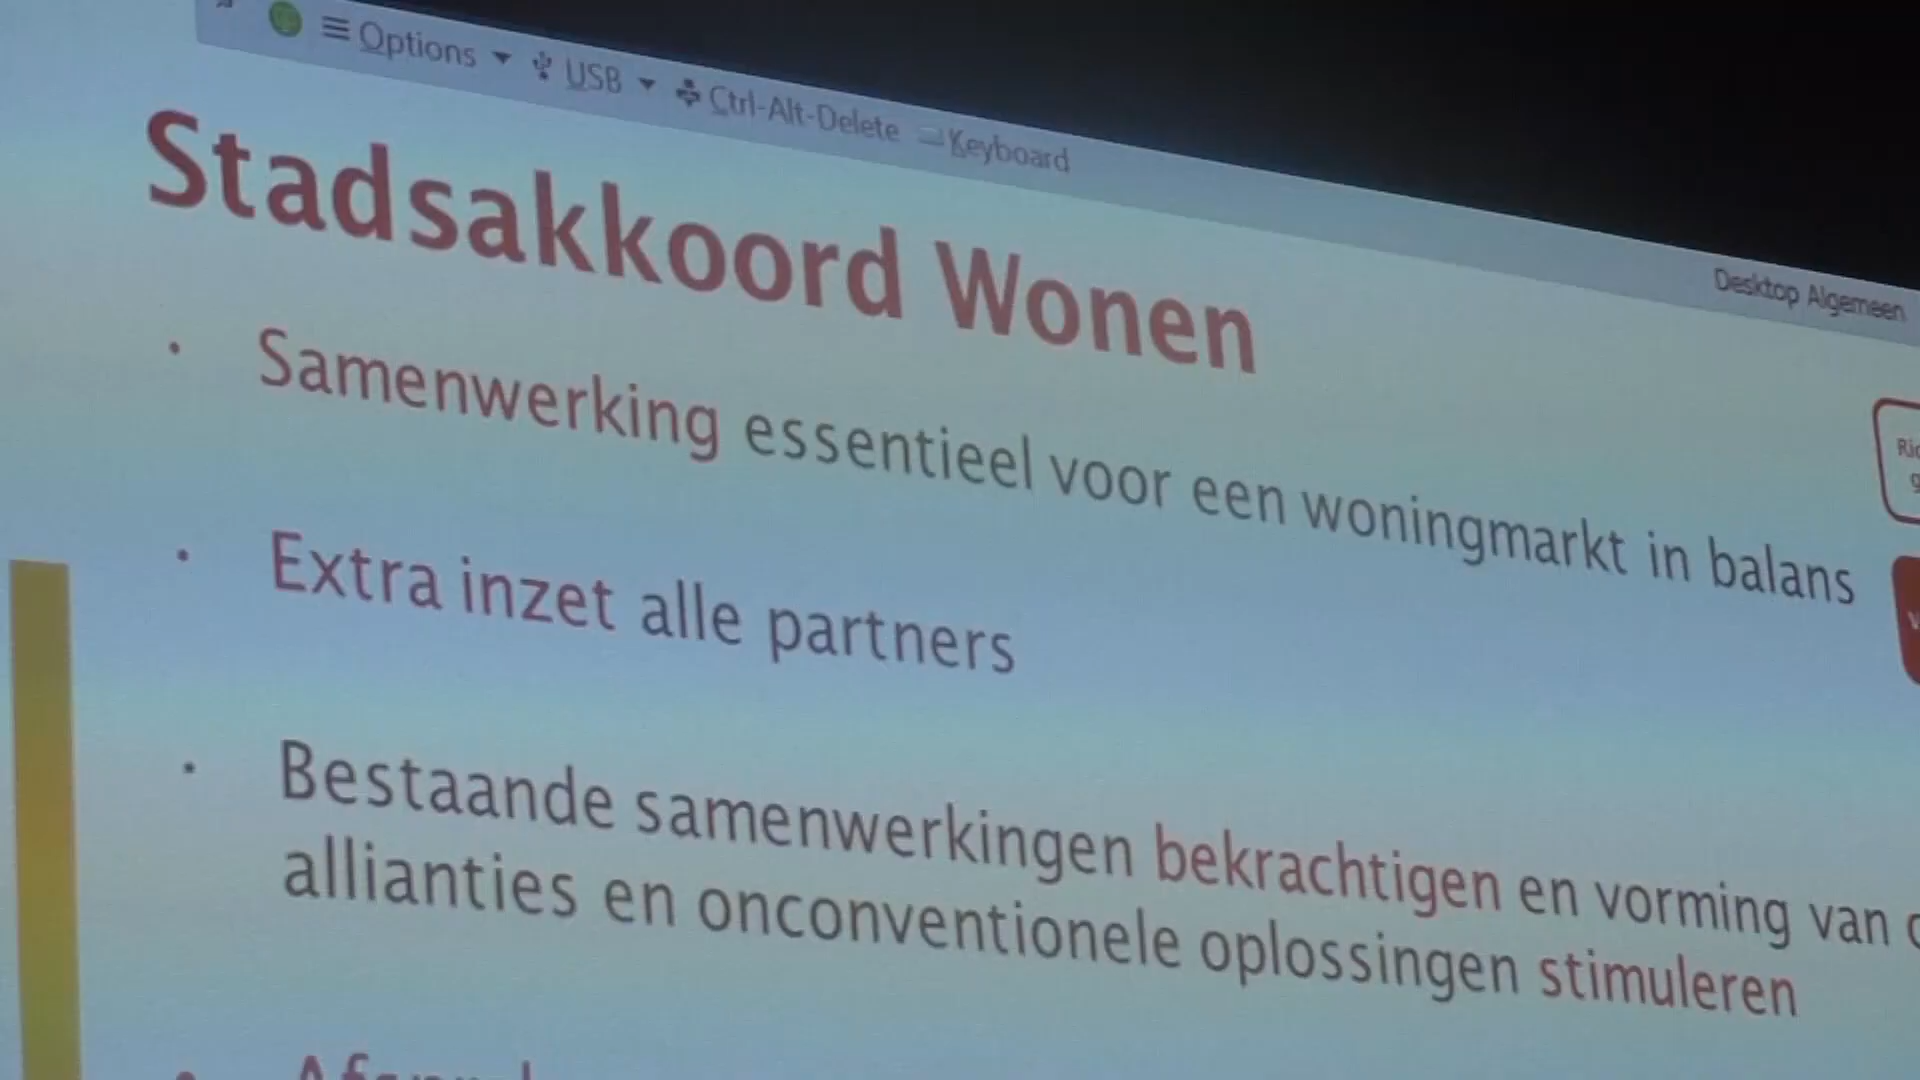 Options USB Ctrl-Alt-Delete Keyboard
Desktop Algemeen
Stadsakkoord Wonen
• Samenwerking essentieel voor een woningmarkt in balans
• Extra inzet alle partners
• Bestaande samenwerkingen bekrachtigen en vorming van
allianties en onconventionele oplossingen stimuleren